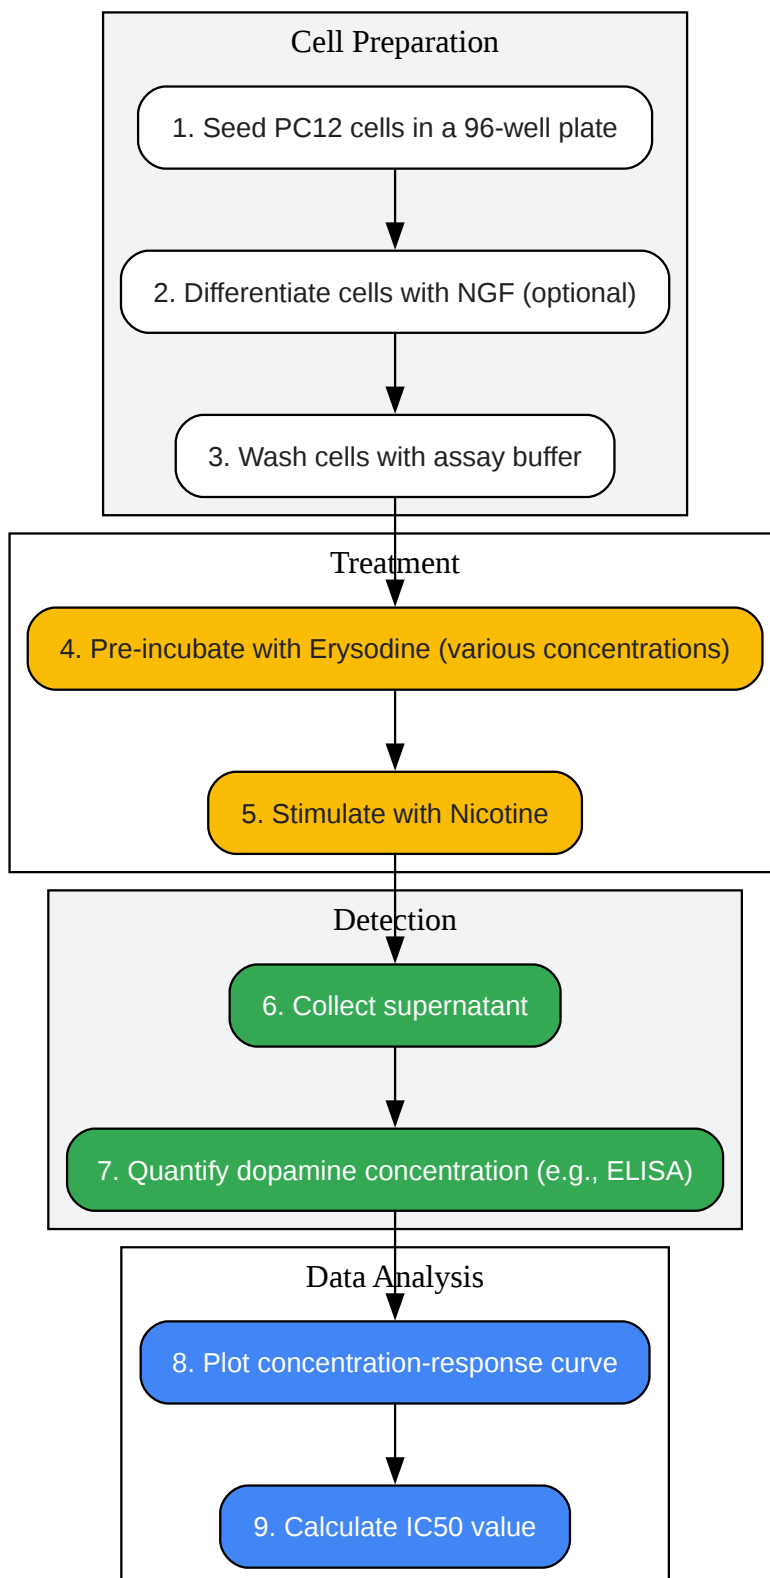 Cell Preparation
1. Seed PC12 cells in a 96-well plate
2. Differentiate cells with NGF (optional)
3. Wash cells with assay buffer
Treatment
4. Pre-incubate with Erysodine (various concentrations)
5. Stimulate with Nicotine
Detection
6. Collect supernatant
7. Quantify dopamine concentration (e.g., ELISA)
Data Analysis
8. Plot concentration-response curve
9. Calculate IC50 value